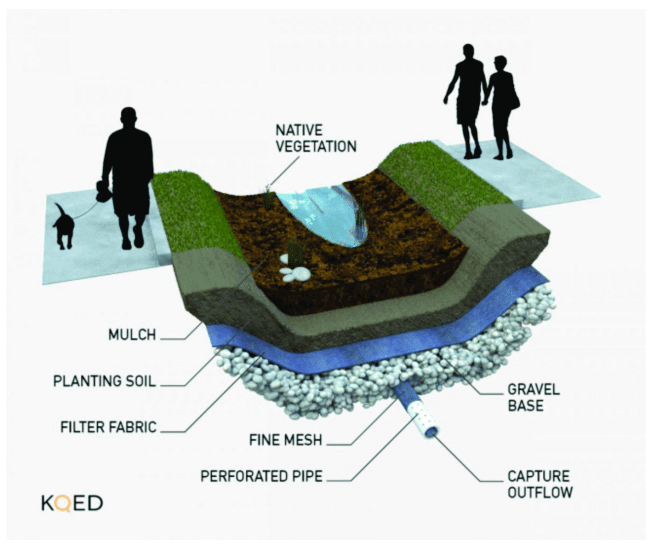 NATIVE
VEGETATION
MULCH
PLANTING SOIL
FILTER FABRIC
FINE MESH
PERFORATED PIPE
GRAVEL
BASE
CAPTURE
OUTFLOW
KQED